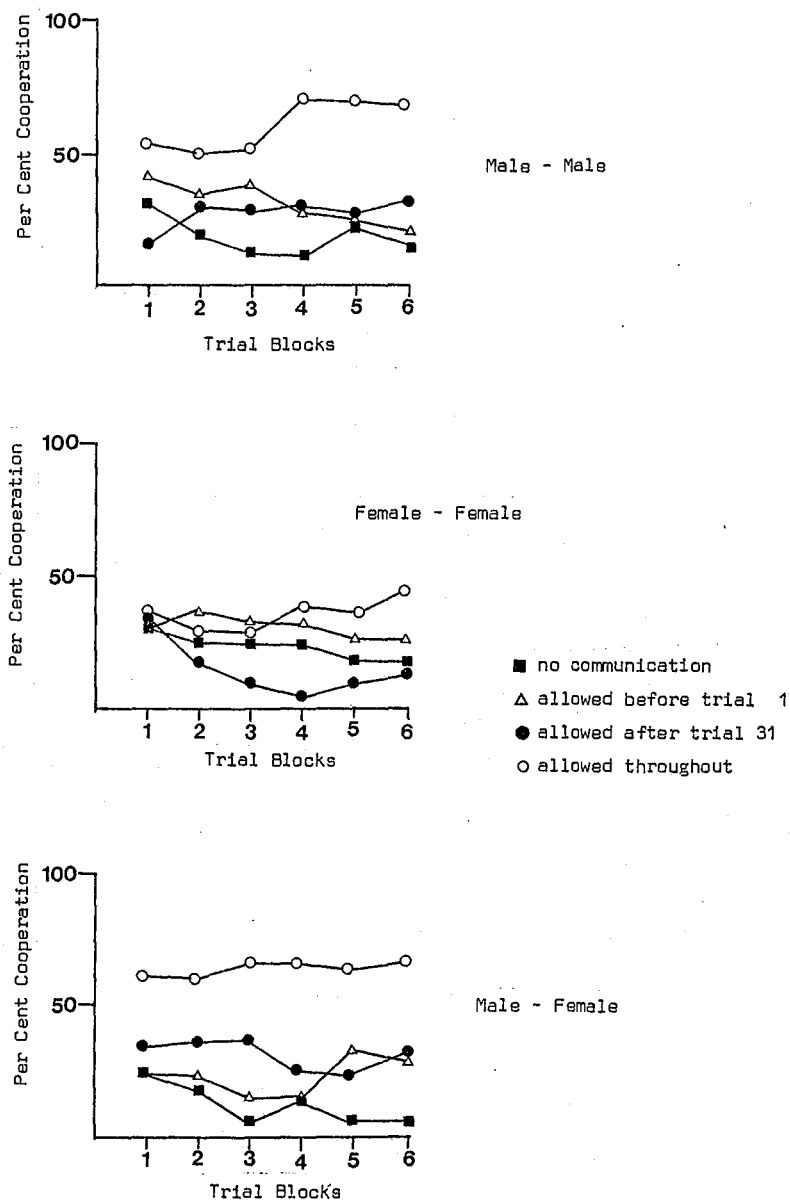 100
Per Cent Cooperation
50
Male - Male
1 2 3 4 5 6
Trial Blocks
100
Per Cent Cooperation
Female - Female
50
■ no communication
△ allowed before trial 1
● allowed after trial 31
○ allowed throughout
1 2 3 4 5 6
Trial Blocks
100
Per Cent Cooperation
50
Male - Female
1 2 3 4 5 6
Trial Blocks